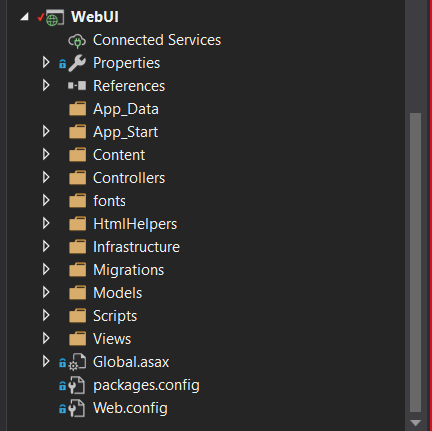 WebUI
Connected Services
Properties
References
App_Data
App_Start
Content
Controllers
fonts
HtmlHelpers
Infrastructure
Migrations
Models
Scripts
Views
Global.asax
packages.config
Web.config